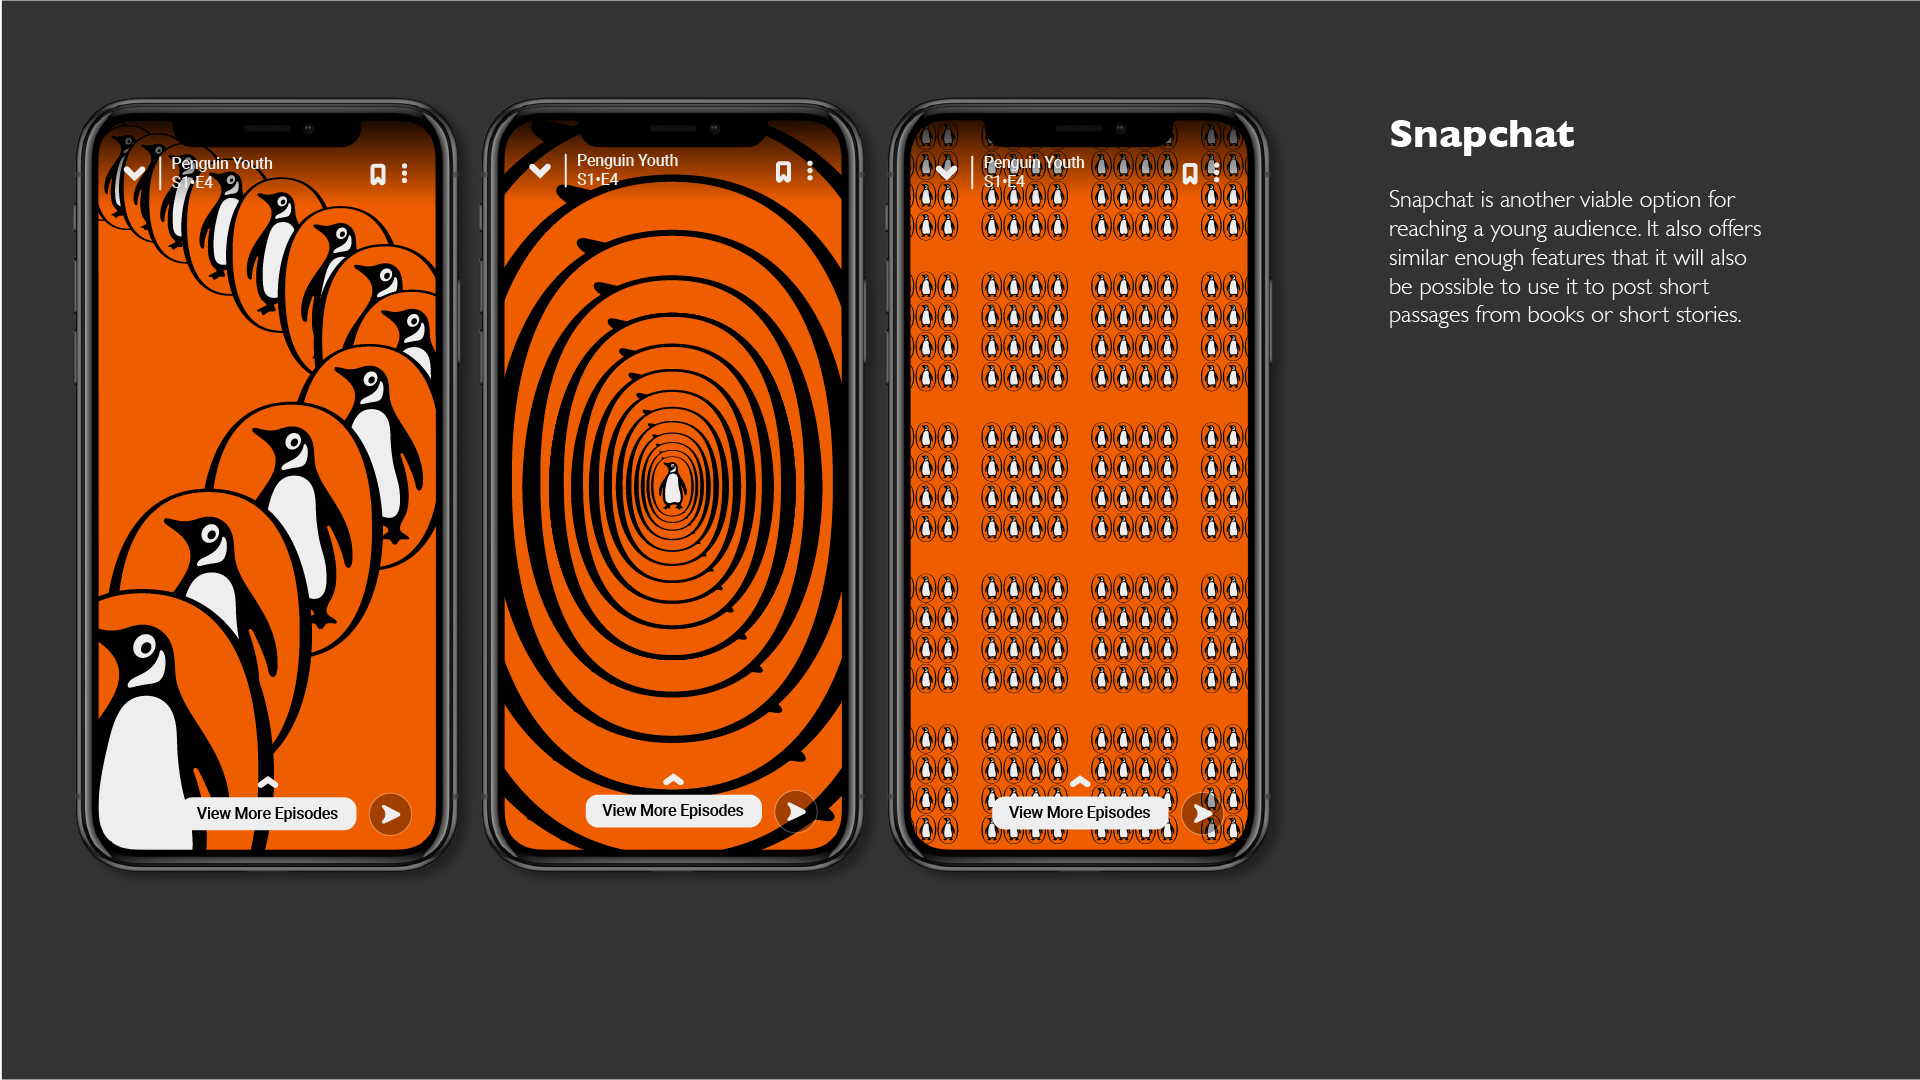 Penguin Youth
S1•E4
View More Episodes
Penguin Youth
S1•E4
View More Episodes
Penguin Youth
S1•E4
View More Episodes
Snapchat
Snapchat is another viable option for
reaching a young audience. It also offers
similar enough features that it will also
be possible to use it to post short
passages from books or short stories.